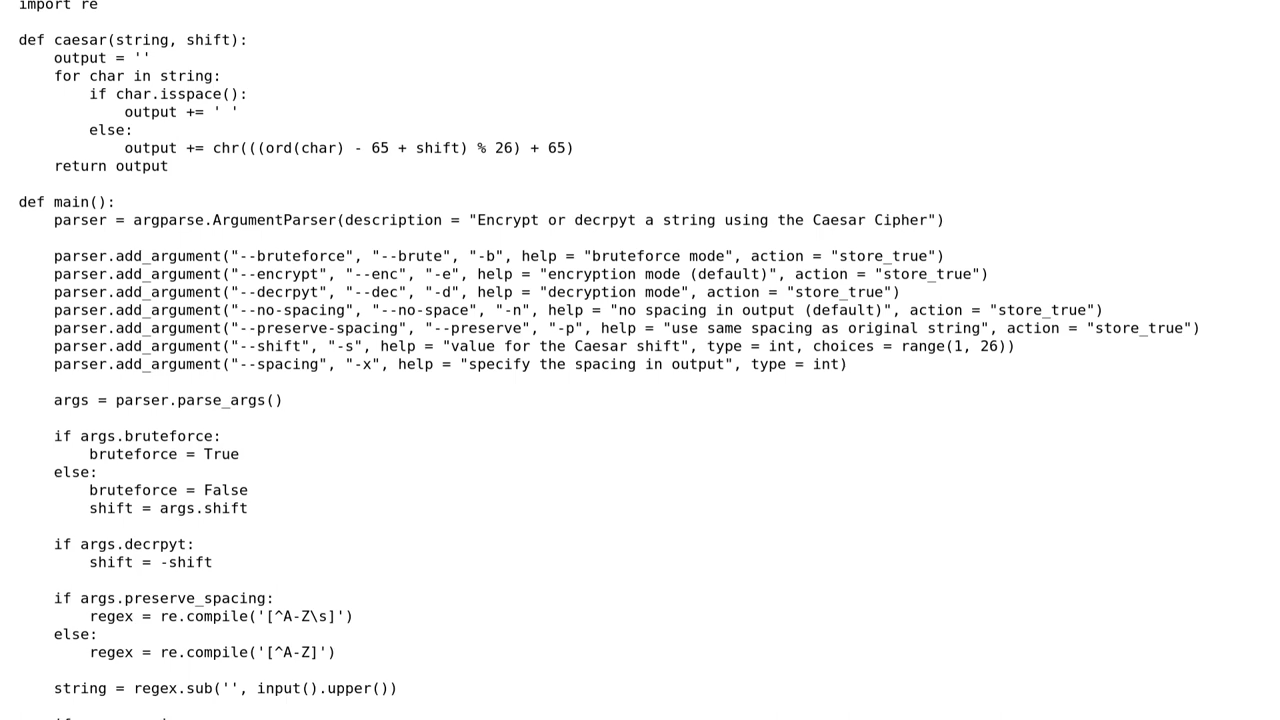 import re
def caesar(string, shift):
    output = ''
    for char in string:
        if char.isspace():
            output += ' '
        else:
            output += chr(((ord(char) - 65 + shift) % 26) + 65)
    return output
def main():
    parser = argparse.ArgumentParser(description = "Encrypt or decrpyt a string using the Caesar Cipher")
    parser.add_argument("--bruteforce", "--brute", "-b", help = "bruteforce mode", action = "store_true")
    parser.add_argument("--encrypt", "--enc", "-e", help = "encryption mode (default)", action = "store_true")
    parser.add_argument("--decrpyt", "--dec", "-d", help = "decryption mode", action = "store_true")
    parser.add_argument("--no-spacing", "--no-space", "-n", help = "no spacing in output (default)", action = "store_true")
    parser.add_argument("--preserve-spacing", "--preserve", "-p", help = "use same spacing as original string", action = "store_true")
    parser.add_argument("--shift", "-s", help = "value for the Caesar shift", type = int, choices = range(1, 26))
    parser.add_argument("--spacing", "-x", help = "specify the spacing in output", type = int)
    args = parser.parse_args()
    if args.bruteforce:
        bruteforce = True
    else:
        bruteforce = False
        shift = args.shift
    if args.decrpyt:
        shift = -shift
    if args.preserve_spacing:
        regex = re.compile('[^A-Z\s]')
    else:
        regex = re.compile('[^A-Z]')
    string = regex.sub('', input().upper())